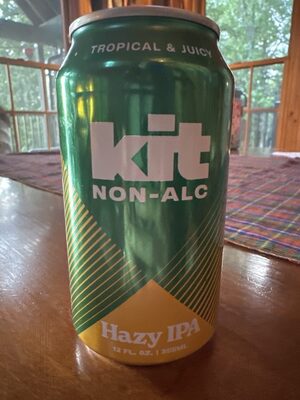 TROPICAL & JUICY
kit
NON-ALC
Hazy IPA
12 FL. OZ. | 355ML